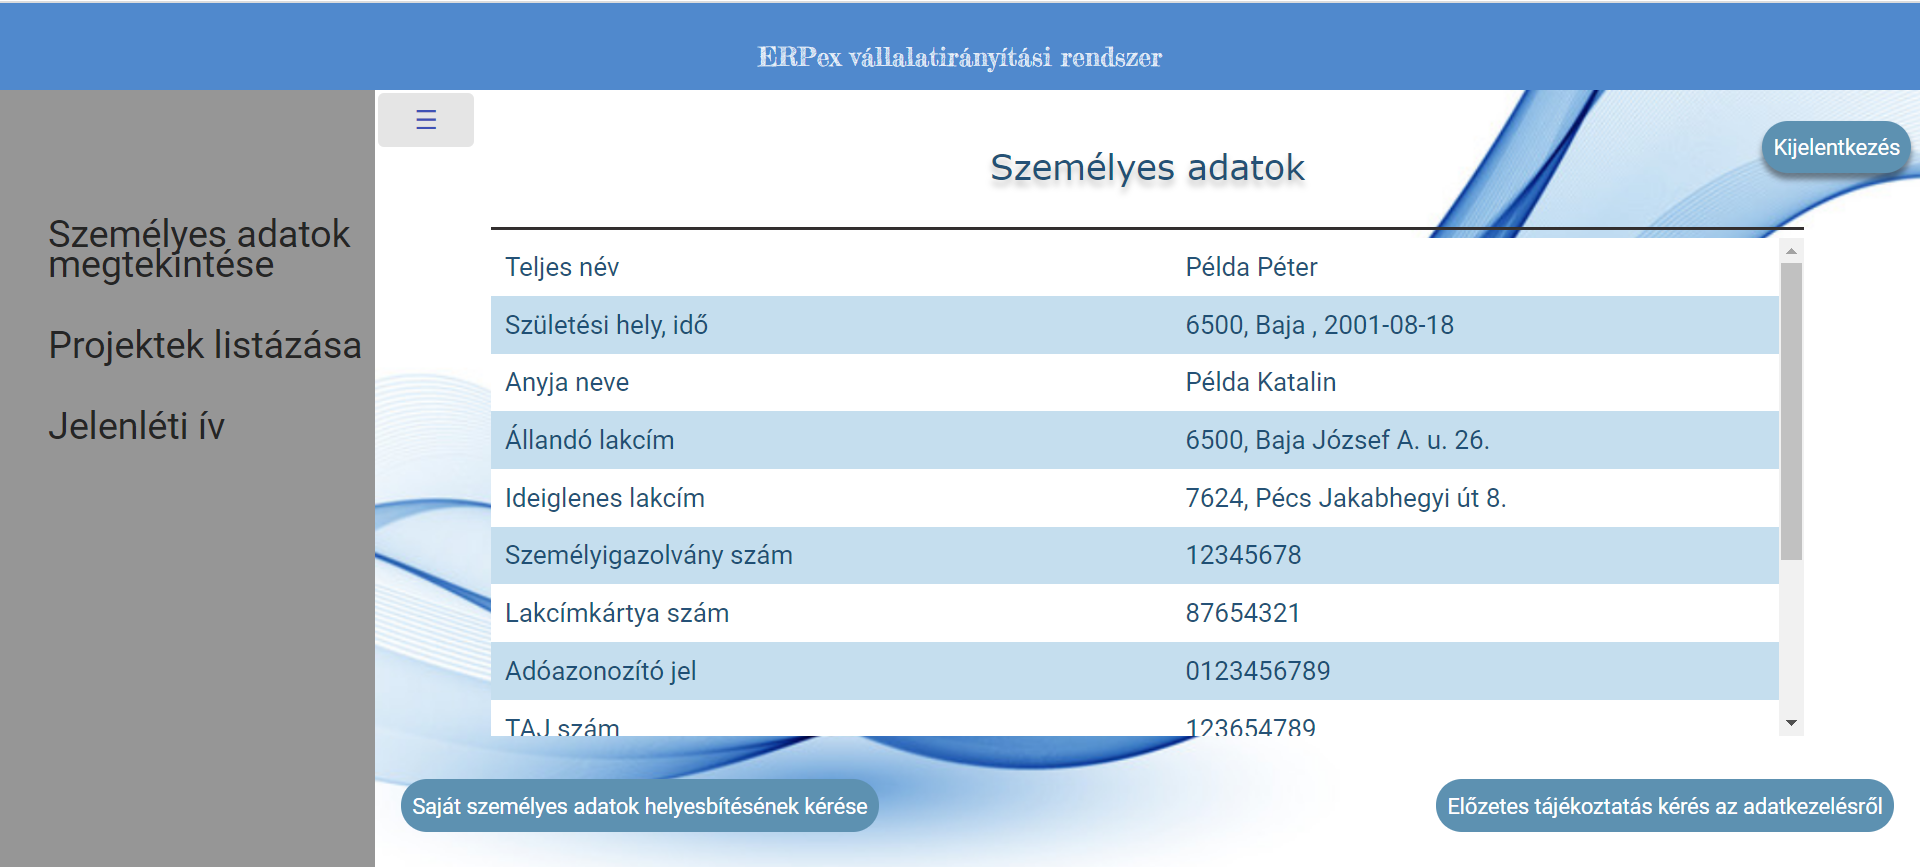 ERPex vállalatirányítási rendszer
☰
Kijelentkezés
Személyes adatok
Személyes adatok
megtekintése
Projektek listázása
Jelenléti ív
Teljes név Példa Péter
Születési hely, idő 6500, Baja , 2001-08-18
Anyja neve Példa Katalin
Állandó lakcím 6500, Baja József A. u. 26.
Ideiglenes lakcím 7624, Pécs Jakabhegyi út 8.
Személyigazolvány szám 12345678
Lakcímkártya szám 87654321
Adóazonozító jel 0123456789
TAJ szám 123654789
Saját személyes adatok helyesbítésének kérése
Előzetes tájékoztatás kérés az adatkezelésről